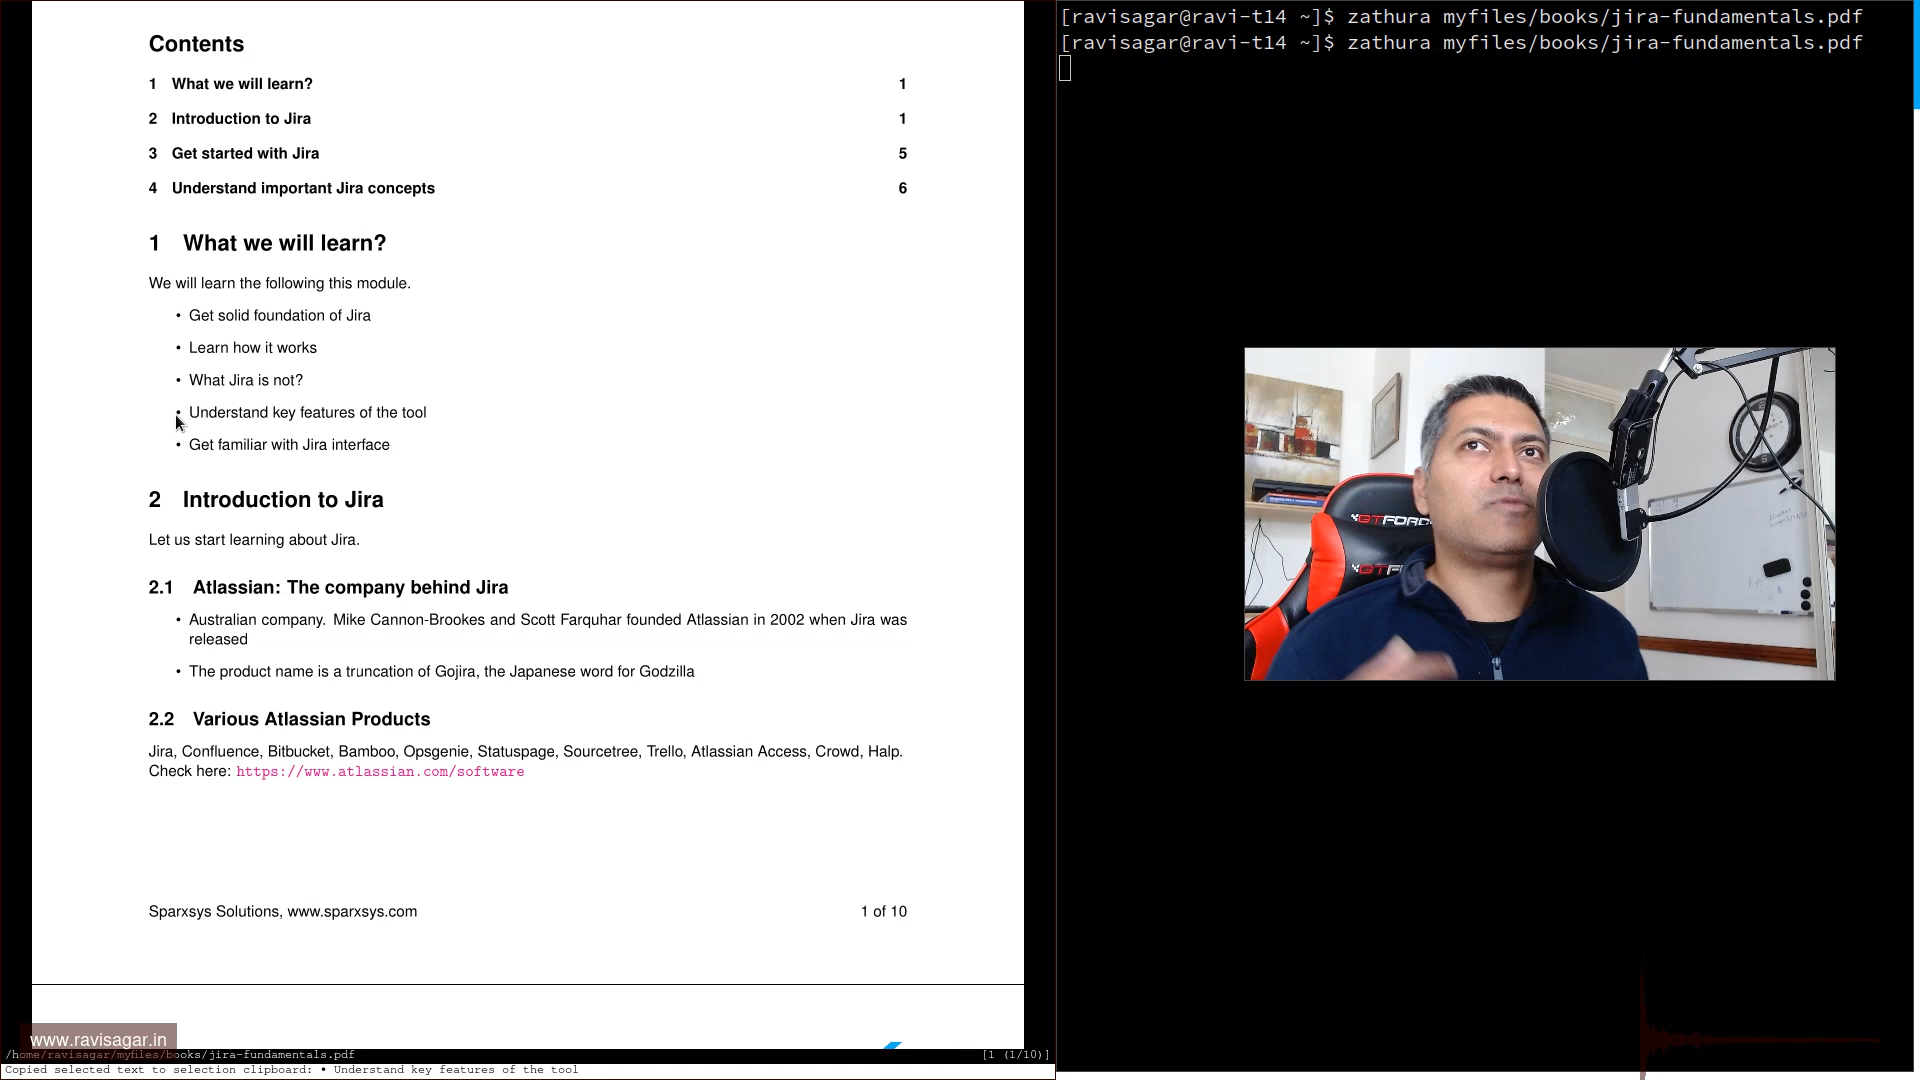 Contents
1 What we will learn? 1
2 Introduction to Jira 1
3 Get started with Jira 5
4 Understand important Jira concepts 6
1 What we will learn?
We will learn the following this module.
• Get solid foundation of Jira
• Learn how it works
• What Jira is not?
• Understand key features of the tool
• Get familiar with Jira interface
2 Introduction to Jira
Let us start learning about Jira.
2.1 Atlassian: The company behind Jira
• Australian company. Mike Cannon-Brookes and Scott Farquhar founded Atlassian in 2002 when Jira was
released
• The product name is a truncation of Gojira, the Japanese word for Godzilla
2.2 Various Atlassian Products
Jira, Confluence, Bitbucket, Bamboo, Opsgenie, Statuspage, Sourcetree, Trello, Atlassian Access, Crowd, Halp.
Check here: https://www.atlassian.com/software
Sparxsys Solutions, www.sparxsys.com 1 of 10
www.ravisagar.in
/home/ravisagar/myfiles/books/jira-fundamentals.pdf [1 (1/10)]
Copied selected text to selection clipboard: • Understand key features of the tool
[ravisagar@ravi-t14 ~]$ zathura myfiles/books/jira-fundamentals.pdf
[ravisagar@ravi-t14 ~]$ zathura myfiles/books/jira-fundamentals.pdf
GTFORC
GTF